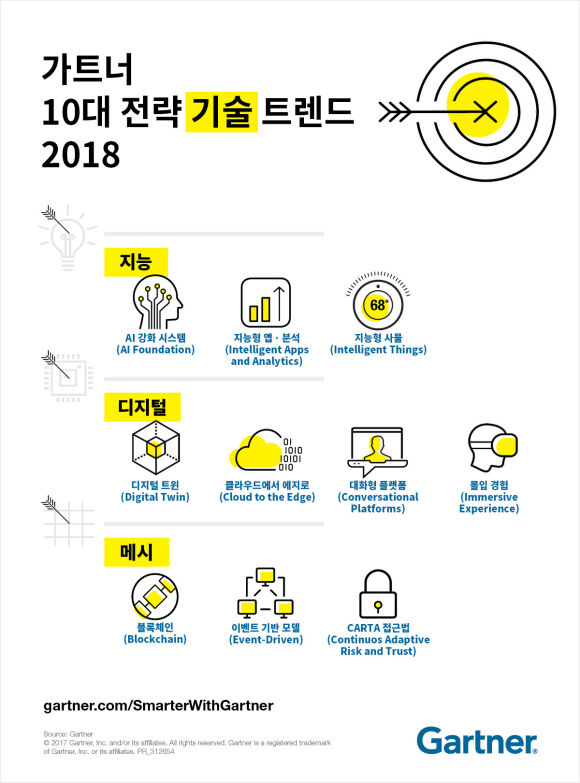 가트너
10대 전략 기술 트렌드
2018
지능
AI 강화 시스템
(AI Foundation)
지능형 앱 · 분석
(Intelligent Apps
and Analytics)
68°
지능형 사물
(Intelligent Things)
디지털
디지털 트윈
(Digital Twin)
01
1010
10101
010
클라우드에서 에지로
(Cloud to the Edge)
대화형 플랫폼
(Conversational
Platforms)
몰입 경험
(Immersive
Experience)
메시
블록체인
(Blockchain)
이벤트 기반 모델
(Event-Driven)
CARTA 접근법
(Continuos Adaptive
Risk and Trust)
gartner.com/SmarterWithGartner
Source: Gartner
© 2017 Gartner, Inc. and/or its affiliates. All rights reserved. Gartner is a registered trademark
of Gartner, Inc. or its affiliates. PR_312654
Gartner®